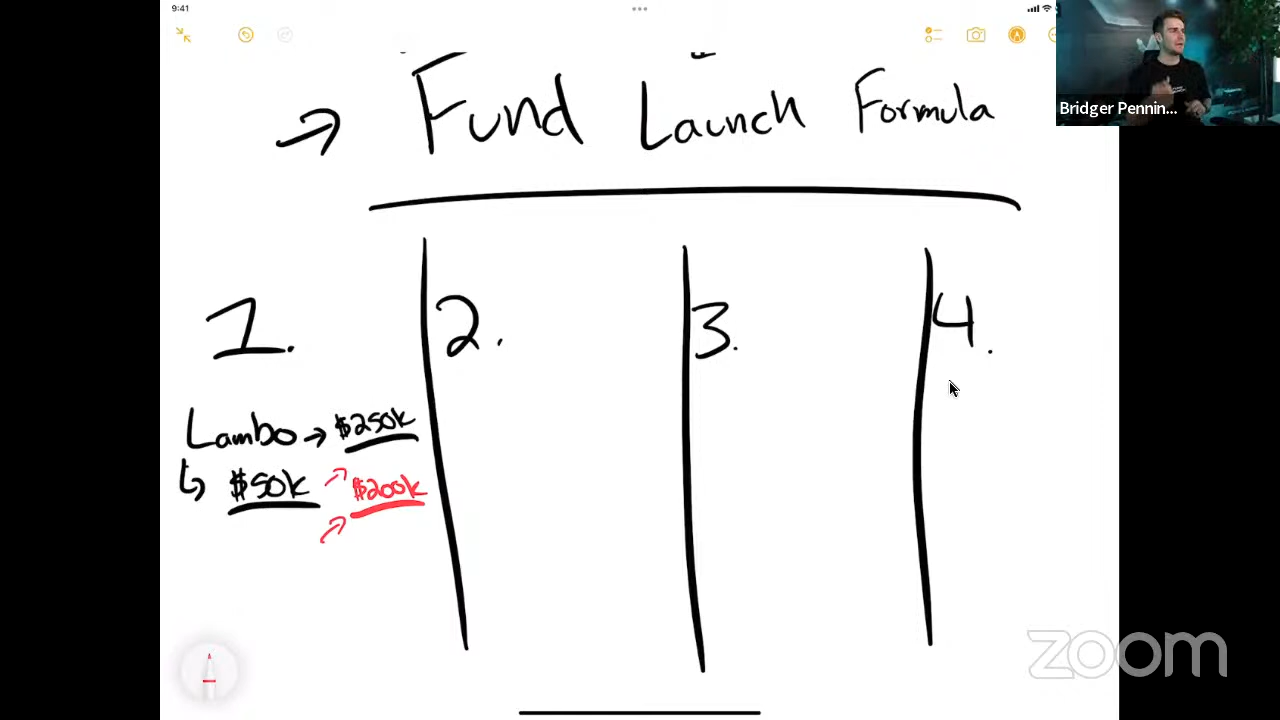 9:41
Bridger Pennin...
→ Fund Launch Formula
1.
2.
3.
4.
Lambo → $250k
↳ $50k → $200k
zoom